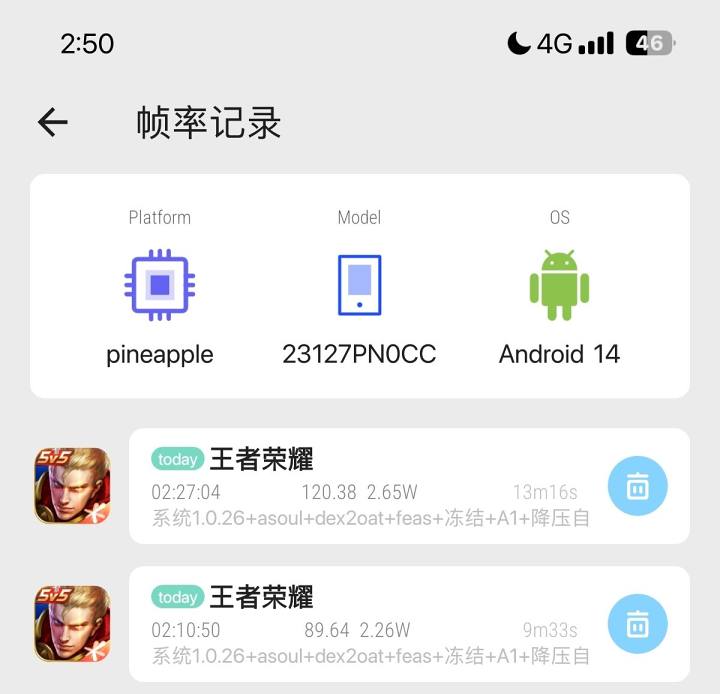 2:50 4G 46
帧率记录
Platform Model OS
pineapple 23127PN0CC Android 14
5v5 today 王者荣耀
02:27:04 120.38 2.65W 13m16s
系统1.0.26+asoul+dex2oat+feas+冻结+A1+降压自
5v5 today 王者荣耀
02:10:50 89.64 2.26W 9m33s
系统1.0.26+asoul+dex2oat+feas+冻结+A1+降压自